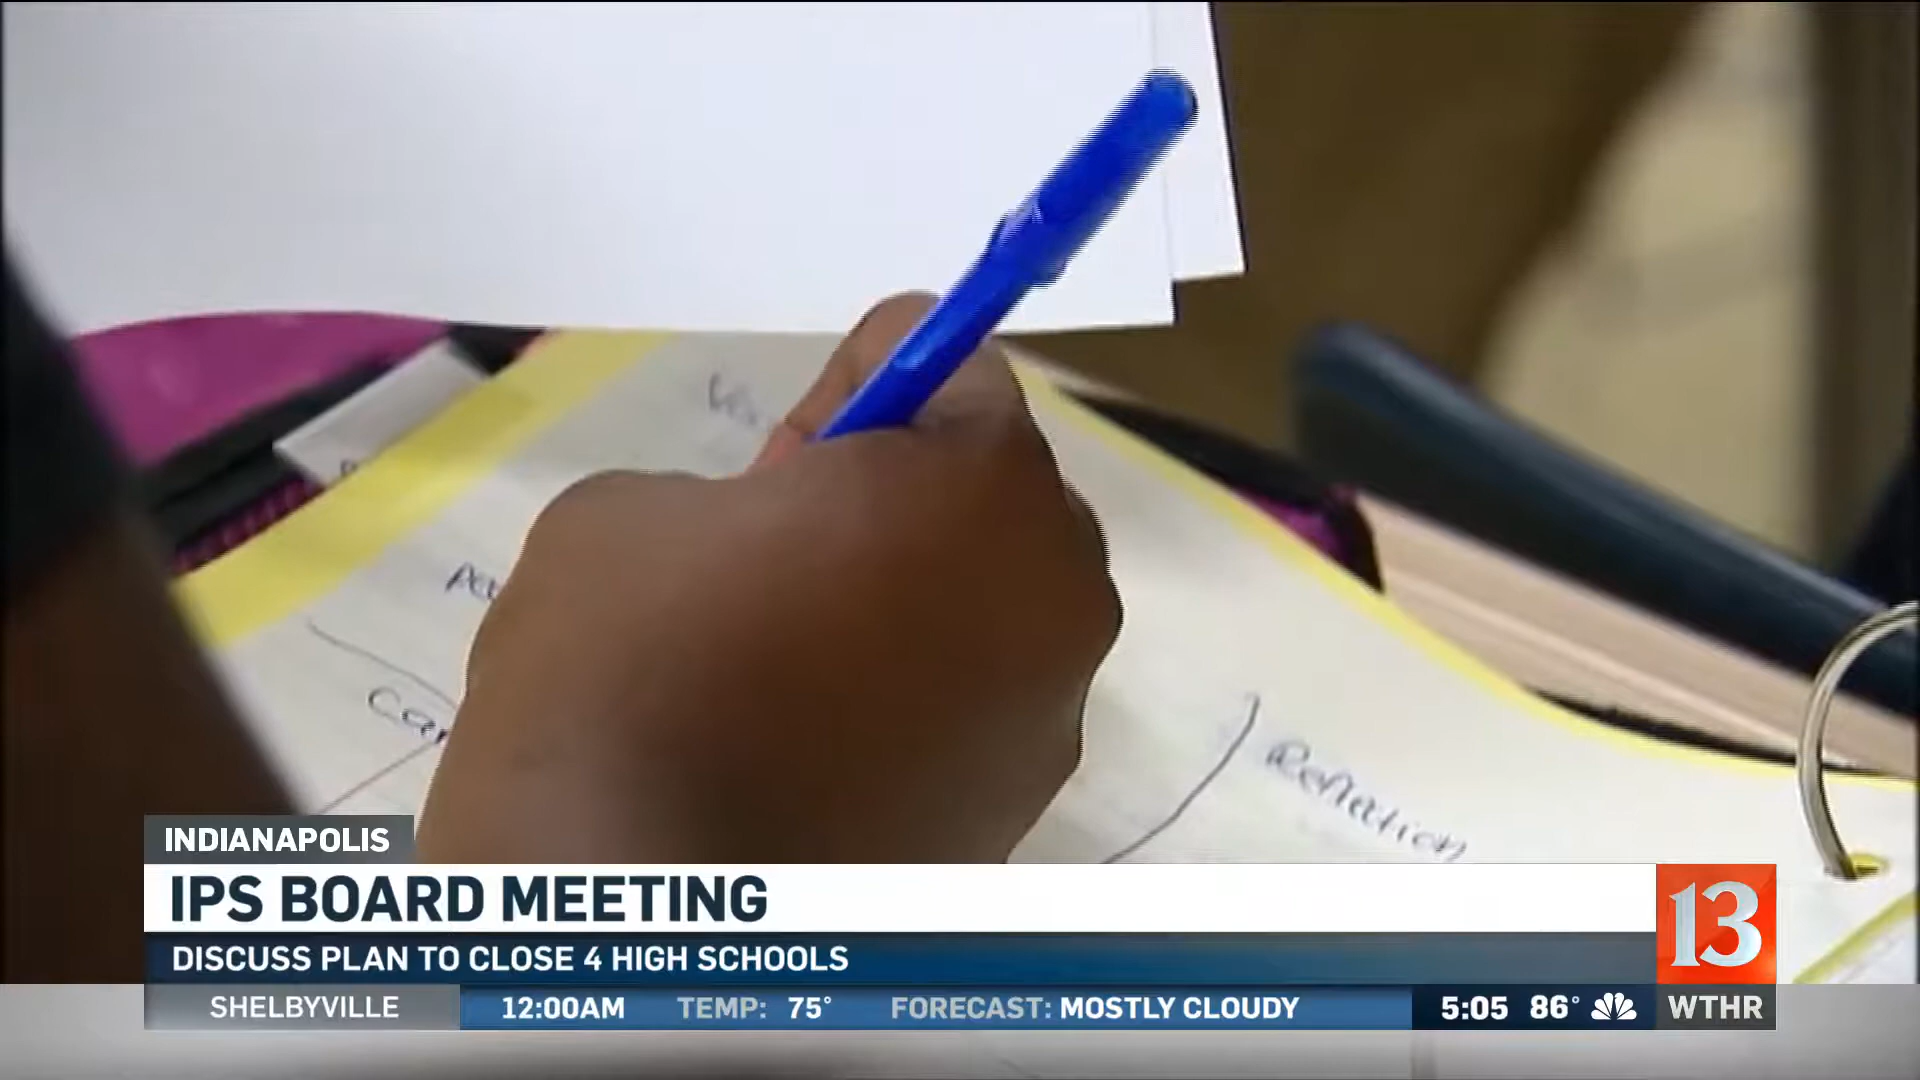 Reflection
INDIANAPOLIS
IPS BOARD MEETING
DISCUSS PLAN TO CLOSE 4 HIGH SCHOOLS
13
SHELBYVILLE 12:00AM TEMP: 75° FORECAST: MOSTLY CLOUDY 5:05 86° WTHR